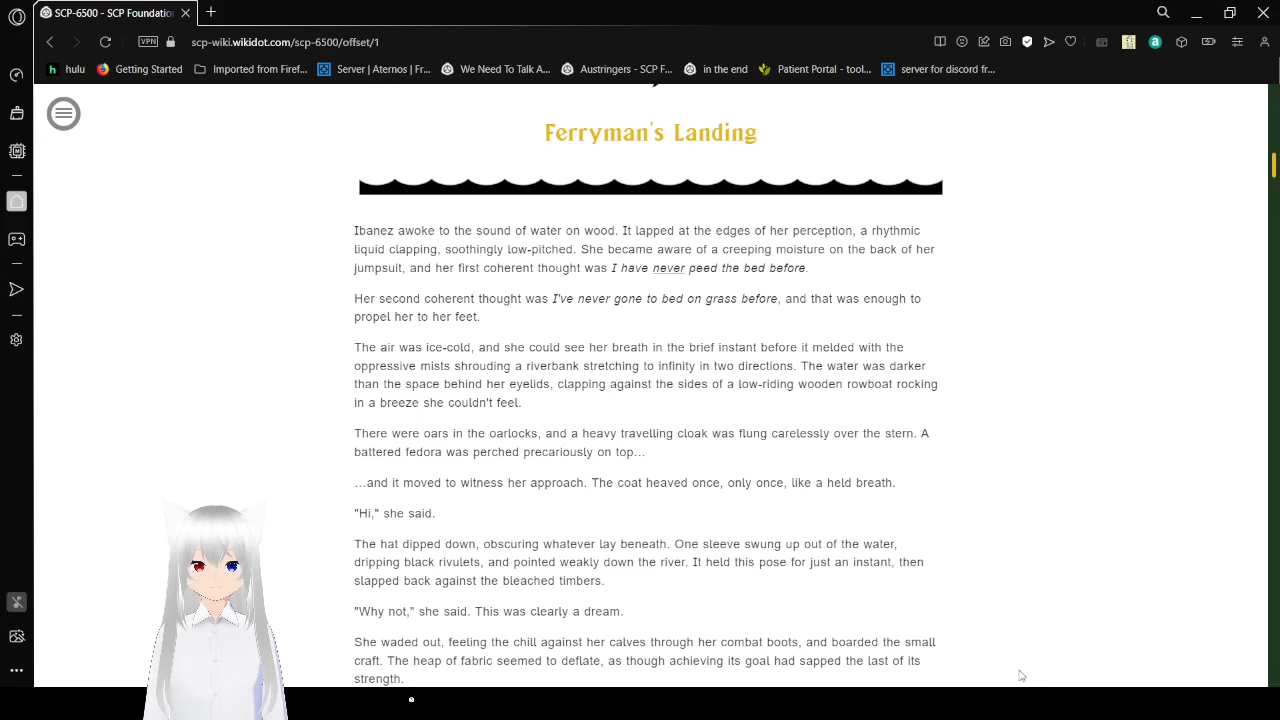 SCP-6500 - SCP Foundation
VPN
scp-wiki.wikidot.com/scp-6500/offset/1
hulu
Getting Started
Imported from Firef...
Server | Aternos | Fr...
We Need To Talk A...
Austringers - SCP F...
in the end
Patient Portal - tool...
server for discord fr...
Ferryman's Landing
Ibanez awoke to the sound of water on wood. It lapped at the edges of her perception, a rhythmic
liquid clapping, soothingly low-pitched. She became aware of a creeping moisture on the back of her
jumpsuit, and her first coherent thought was I have never peed the bed before.
Her second coherent thought was I've never gone to bed on grass before, and that was enough to
propel her to her feet.
The air was ice-cold, and she could see her breath in the brief instant before it melded with the
oppressive mists shrouding a riverbank stretching to infinity in two directions. The water was darker
than the space behind her eyelids, clapping against the sides of a low-riding wooden rowboat rocking
in a breeze she couldn't feel.
There were oars in the oarlocks, and a heavy travelling cloak was flung carelessly over the stern. A
battered fedora was perched precariously on top...
...and it moved to witness her approach. The coat heaved once, only once, like a held breath.
"Hi," she said.
The hat dipped down, obscuring whatever lay beneath. One sleeve swung up out of the water,
dripping black rivulets, and pointed weakly down the river. It held this pose for just an instant, then
slapped back against the bleached timbers.
"Why not," she said. This was clearly a dream.
She waded out, feeling the chill against her calves through her combat boots, and boarded the small
craft. The heap of fabric seemed to deflate, as though achieving its goal had sapped the last of its
strength.